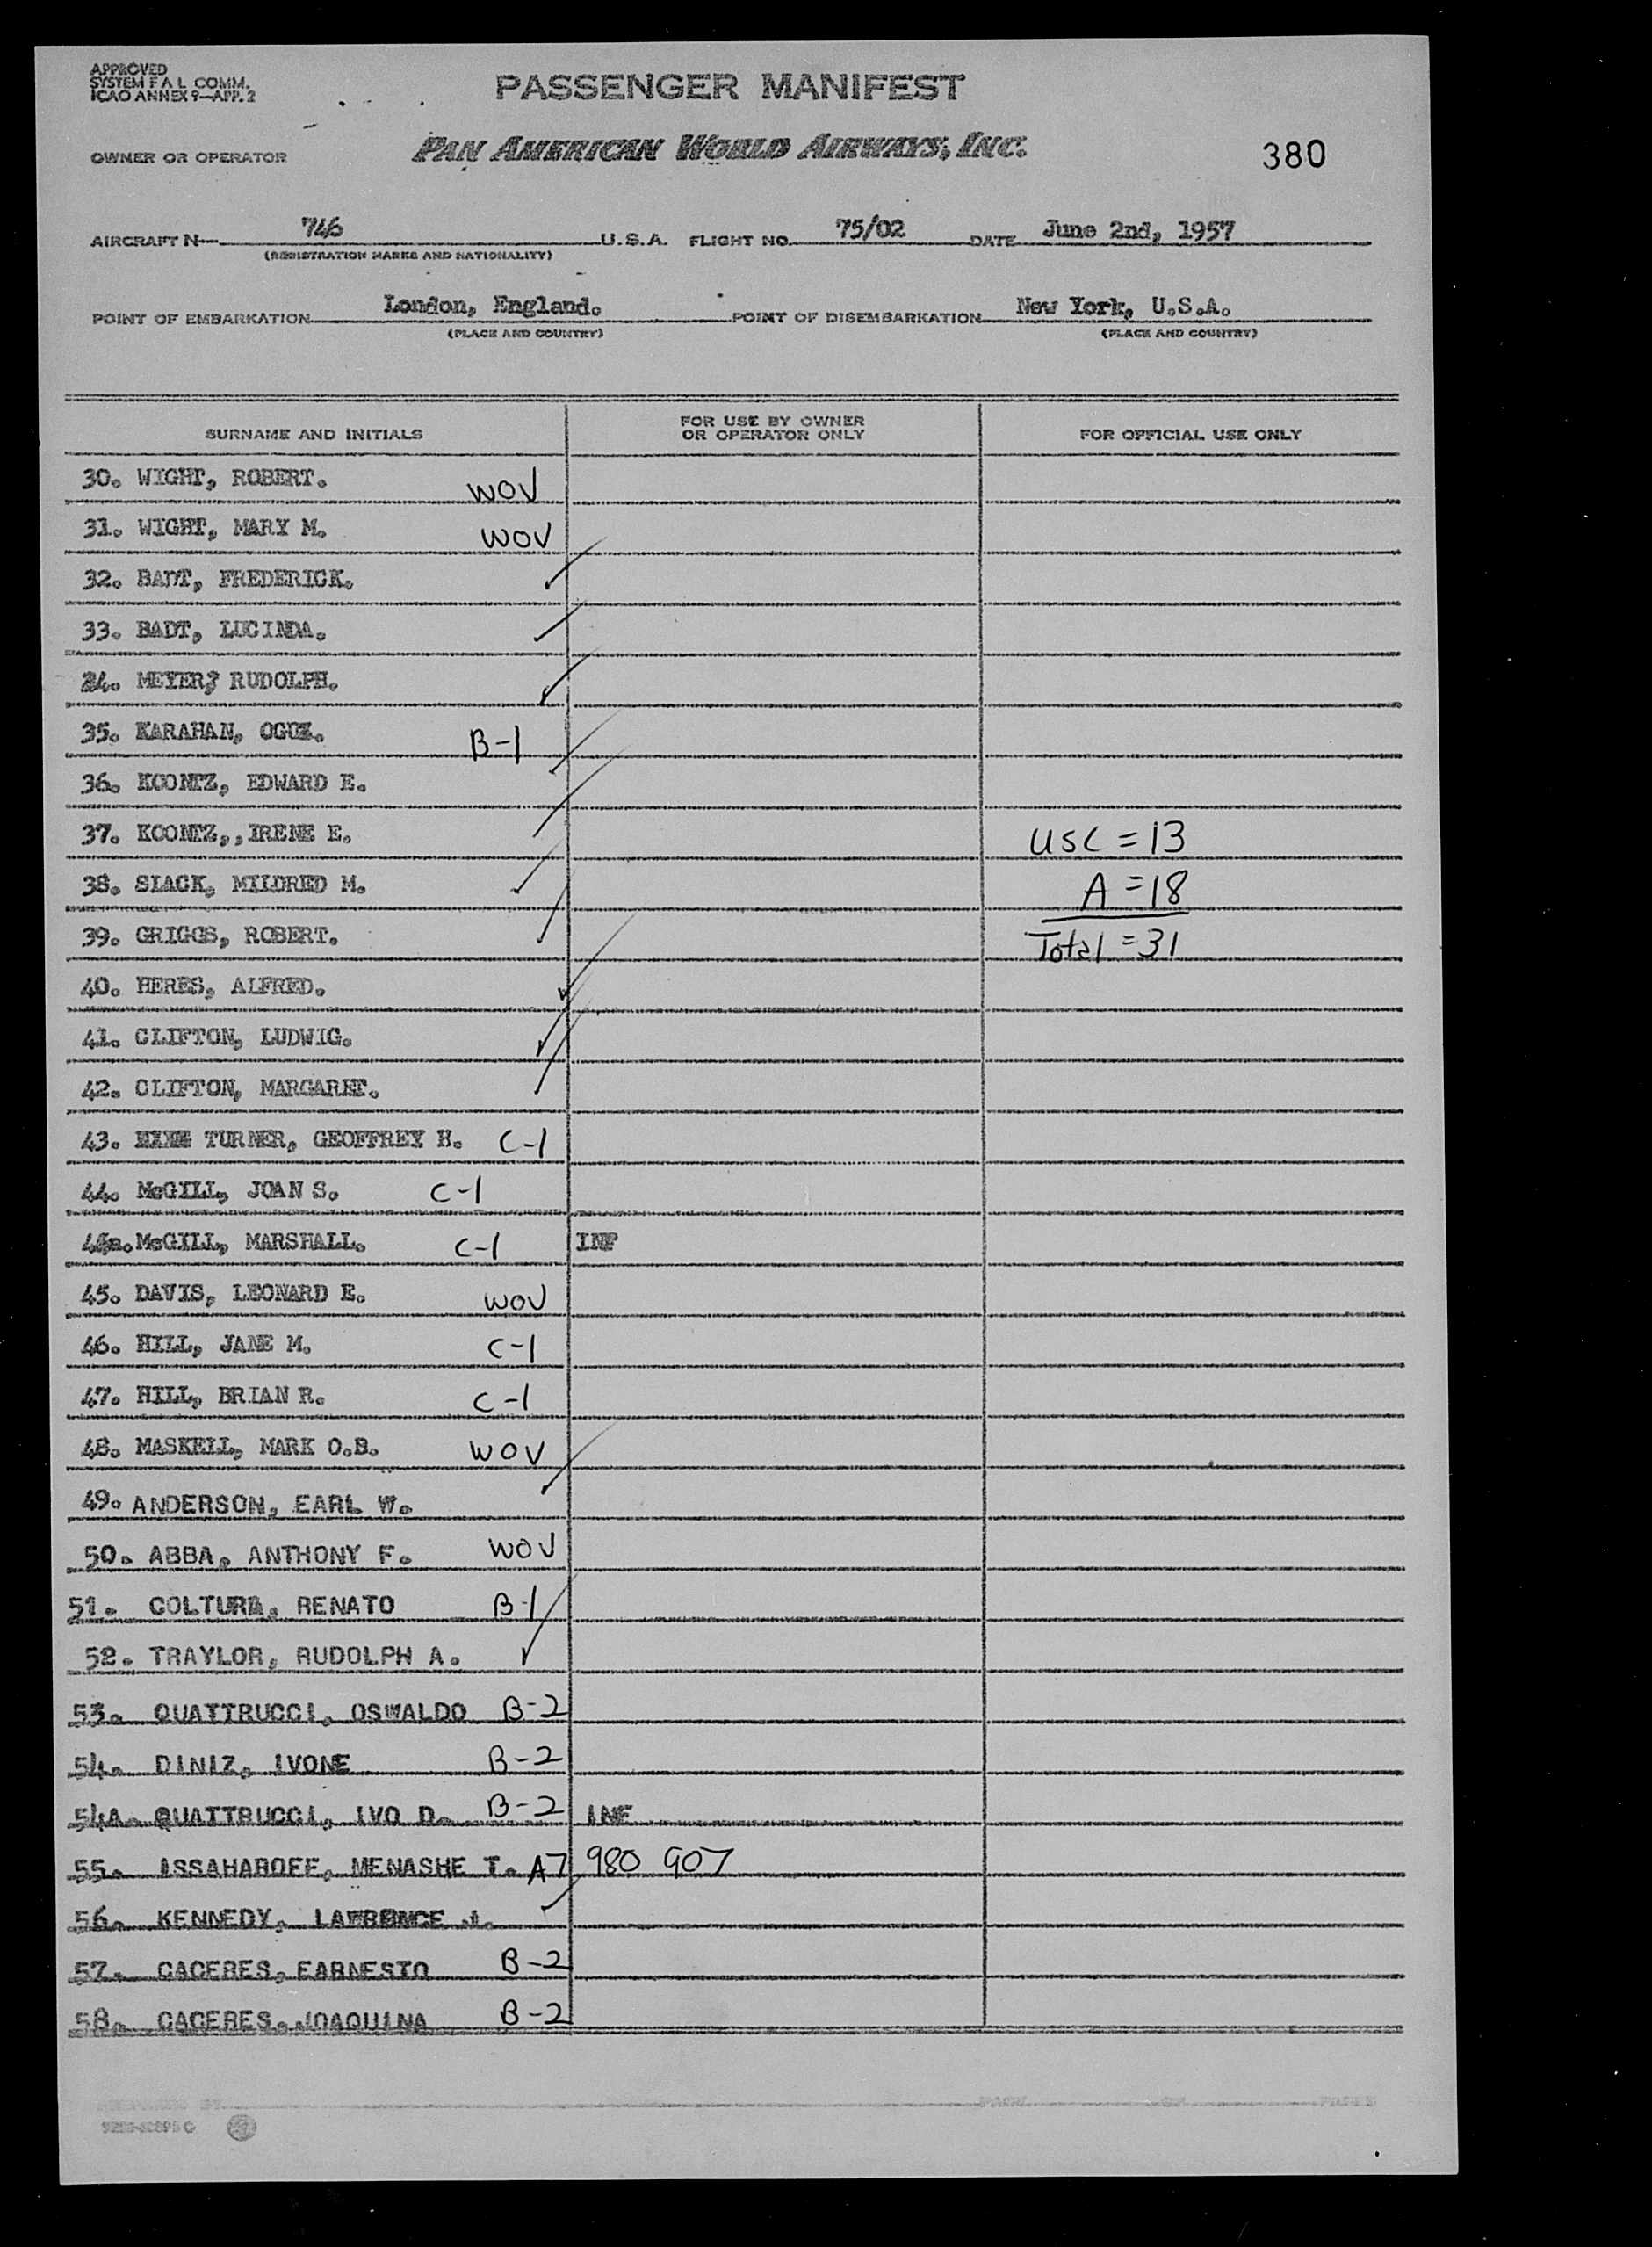 APPROVED
SYSTEM F A L COMM.
ICAO ANNEX 9—APP. 2
PASSENGER MANIFEST
OWNER OR OPERATOR PAN AMERICAN WORLD AIRWAYS, INC. 380
AIRCRAFT N— 746 U.S.A. FLIGHT NO. 75/02 DATE June 2nd, 1957
(REGISTRATION MARKS AND NATIONALITY)
POINT OF EMBARKATION London, England. POINT OF DISEMBARKATION New York, U.S.A.
(PLACE AND COUNTRY) (PLACE AND COUNTRY)
SURNAME AND INITIALS FOR USE BY OWNER OR OPERATOR ONLY FOR OFFICIAL USE ONLY
30. WIGHT, ROBERT. WOV
31. WIGHT, MARY M. WOV
32. BADT, FREDERICK.
33. BADT, LUCINDA.
34. MEYER, RUDOLPH.
35. KARAHAN, OGUZ. B-1
36. KOONTZ, EDWARD E.
37. KOONTZ,,IRENE E. USC = 13
38. SIACK, MILDRED M. A = 18
39. GRIGGS, ROBERT. Total = 31
40. HERBS, ALFRED.
41. CLIFTON, LUDWIG.
42. CLIFTON, MARGARET.
43. TURNER, GEOFFREY H. C-1
44. McGILL, JOAN S. C-1
44a. McGILL, MARSHALL. C-1 INF
45. DAVIS, LEONARD E. WOV
46. HILL, JANE M. C-1
47. HILL, BRIAN R. C-1
48. MASKELL, MARK O.B. WOV
49. ANDERSON, EARL W.
50. ABBA, ANTHONY F. WOV
51. COLTURA, RENATO B-1
52. TRAYLOR, RUDOLPH A.
53. QUATTRUCCI, OSWALDO B-2
54. DINIZ, IVONE B-2
54A. QUATTRUCCI, IVO D. B-2 INF
55. ISSAHAROFF, MENASHE T. A7 980 907
56. KENNEDY, LAWRENCE J.
57. CACERES, EARNESTO B-2
58. CACERES, JOAQUINA B-2